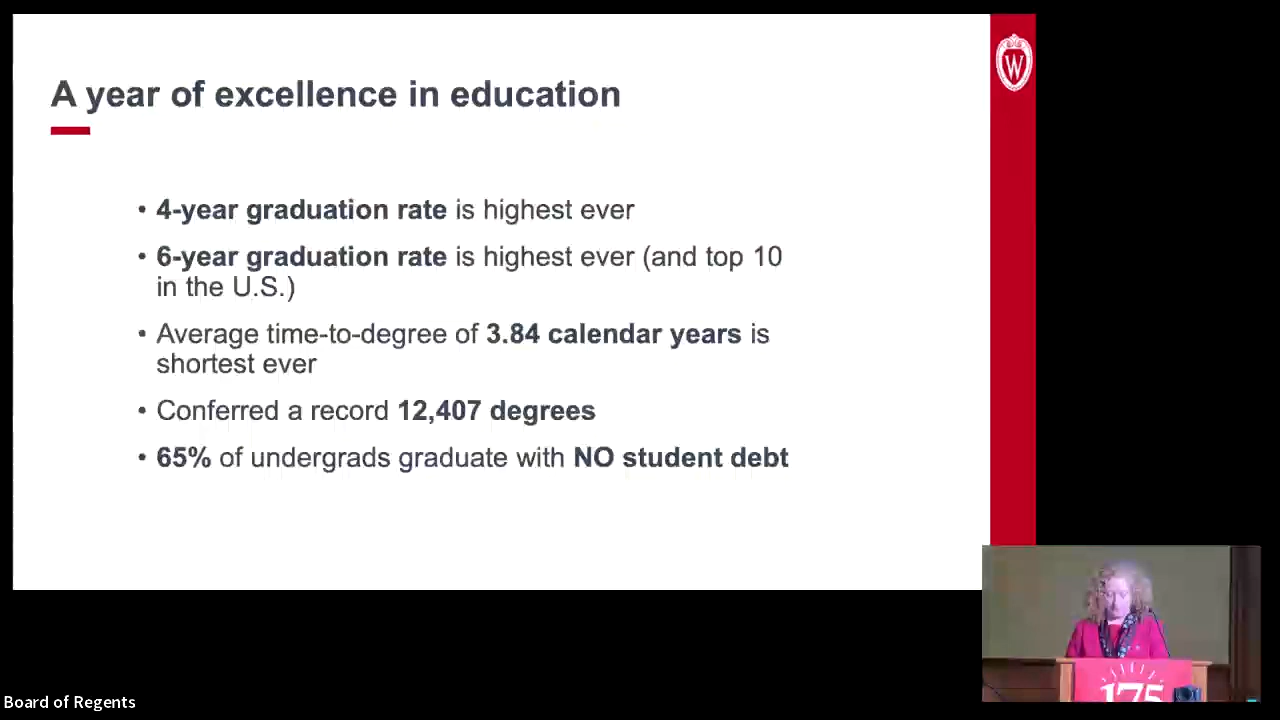 A year of excellence in education
• 4-year graduation rate is highest ever
• 6-year graduation rate is highest ever (and top 10
in the U.S.)
• Average time-to-degree of 3.84 calendar years is
shortest ever
• Conferred a record 12,407 degrees
• 65% of undergrads graduate with NO student debt
W
175
Board of Regents